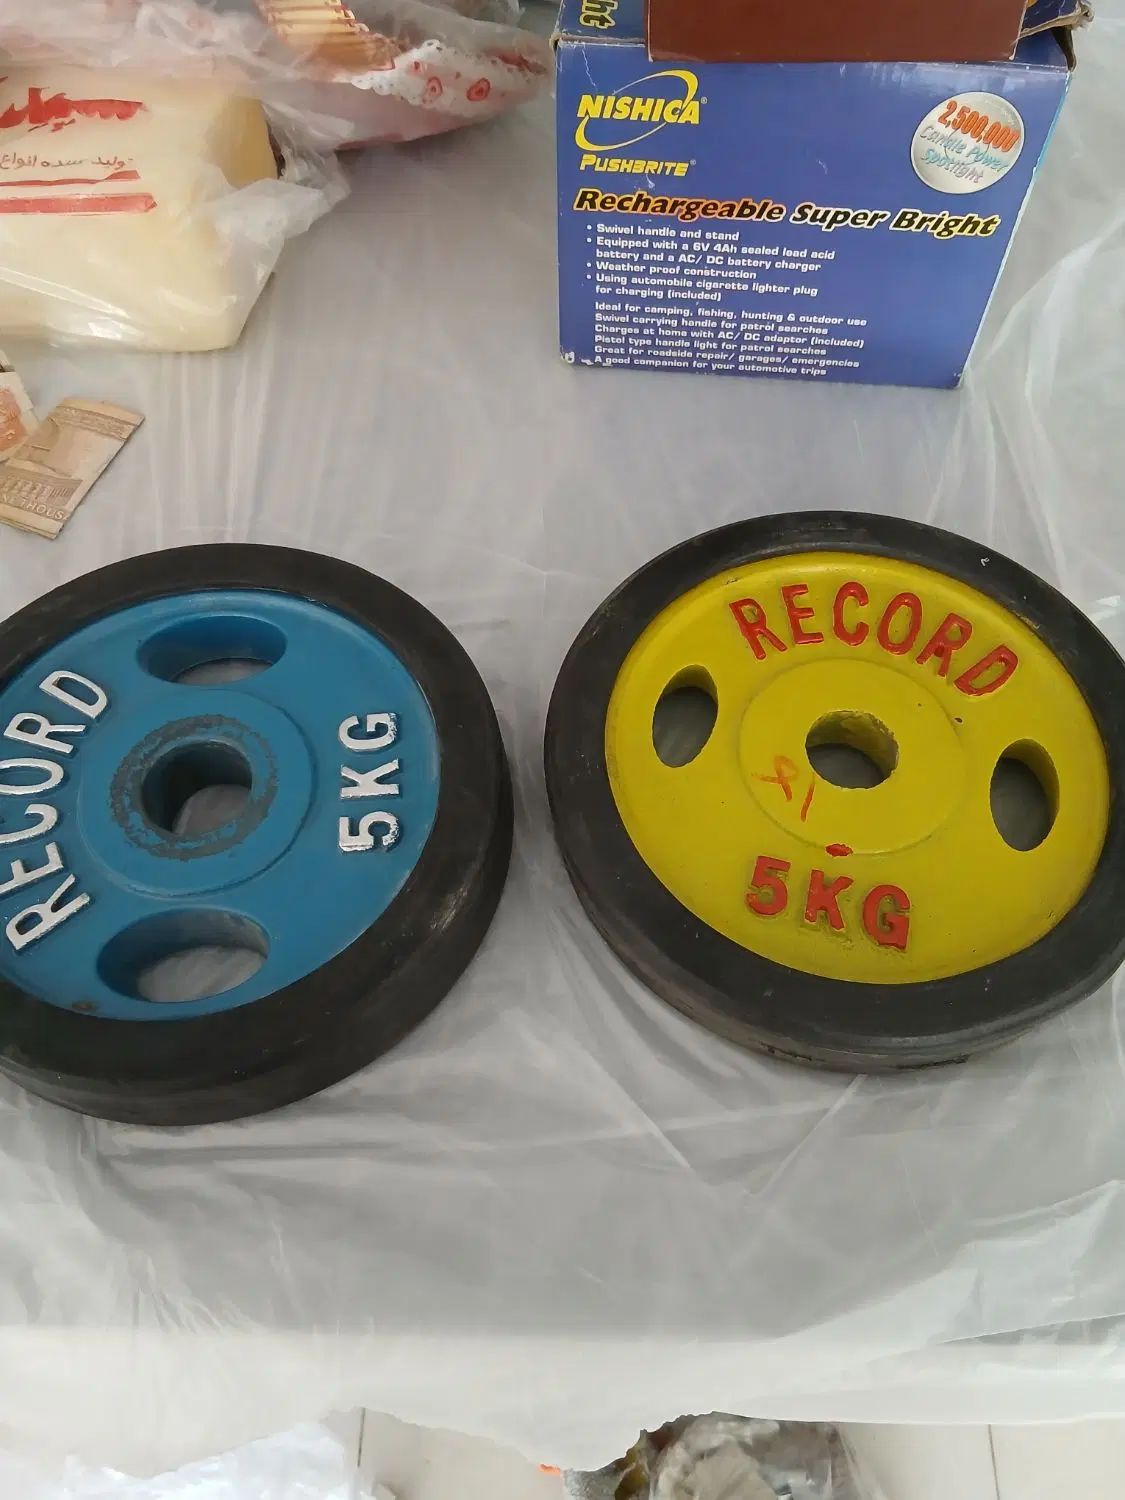 NISHICA®
PUSHBRITE®
2,500,000
Candle Power
Spotlight
Rechargeable Super Bright
• Swivel handle and stand
• Equipped with a 6V 4Ah sealed lead acid
battery and a AC/ DC battery charger
• Weather proof construction
• Using automobile cigarette lighter plug
for charging (included)
Ideal for camping, fishing, hunting & outdoor use
Swivel carrying handle for patrol searches
Charges at home with AC/ DC adaptor (included)
Pistol type handle light for patrol searches
Great for roadside repair/ garages/ emergencies
A good companion for your automotive trips
تولید شده انواع
RECORD
5KG
RECORD
5KG